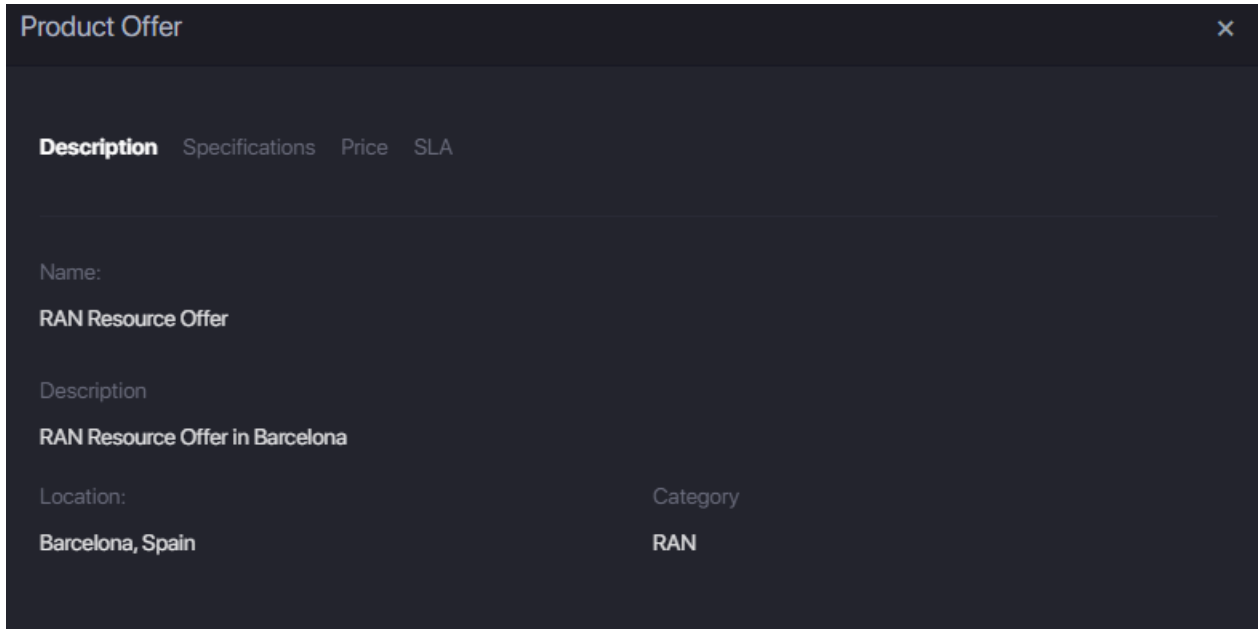 Product Offer ×
Description Specifications Price SLA
Name:
RAN Resource Offer
Description
RAN Resource Offer in Barcelona
Location: Category
Barcelona, Spain RAN